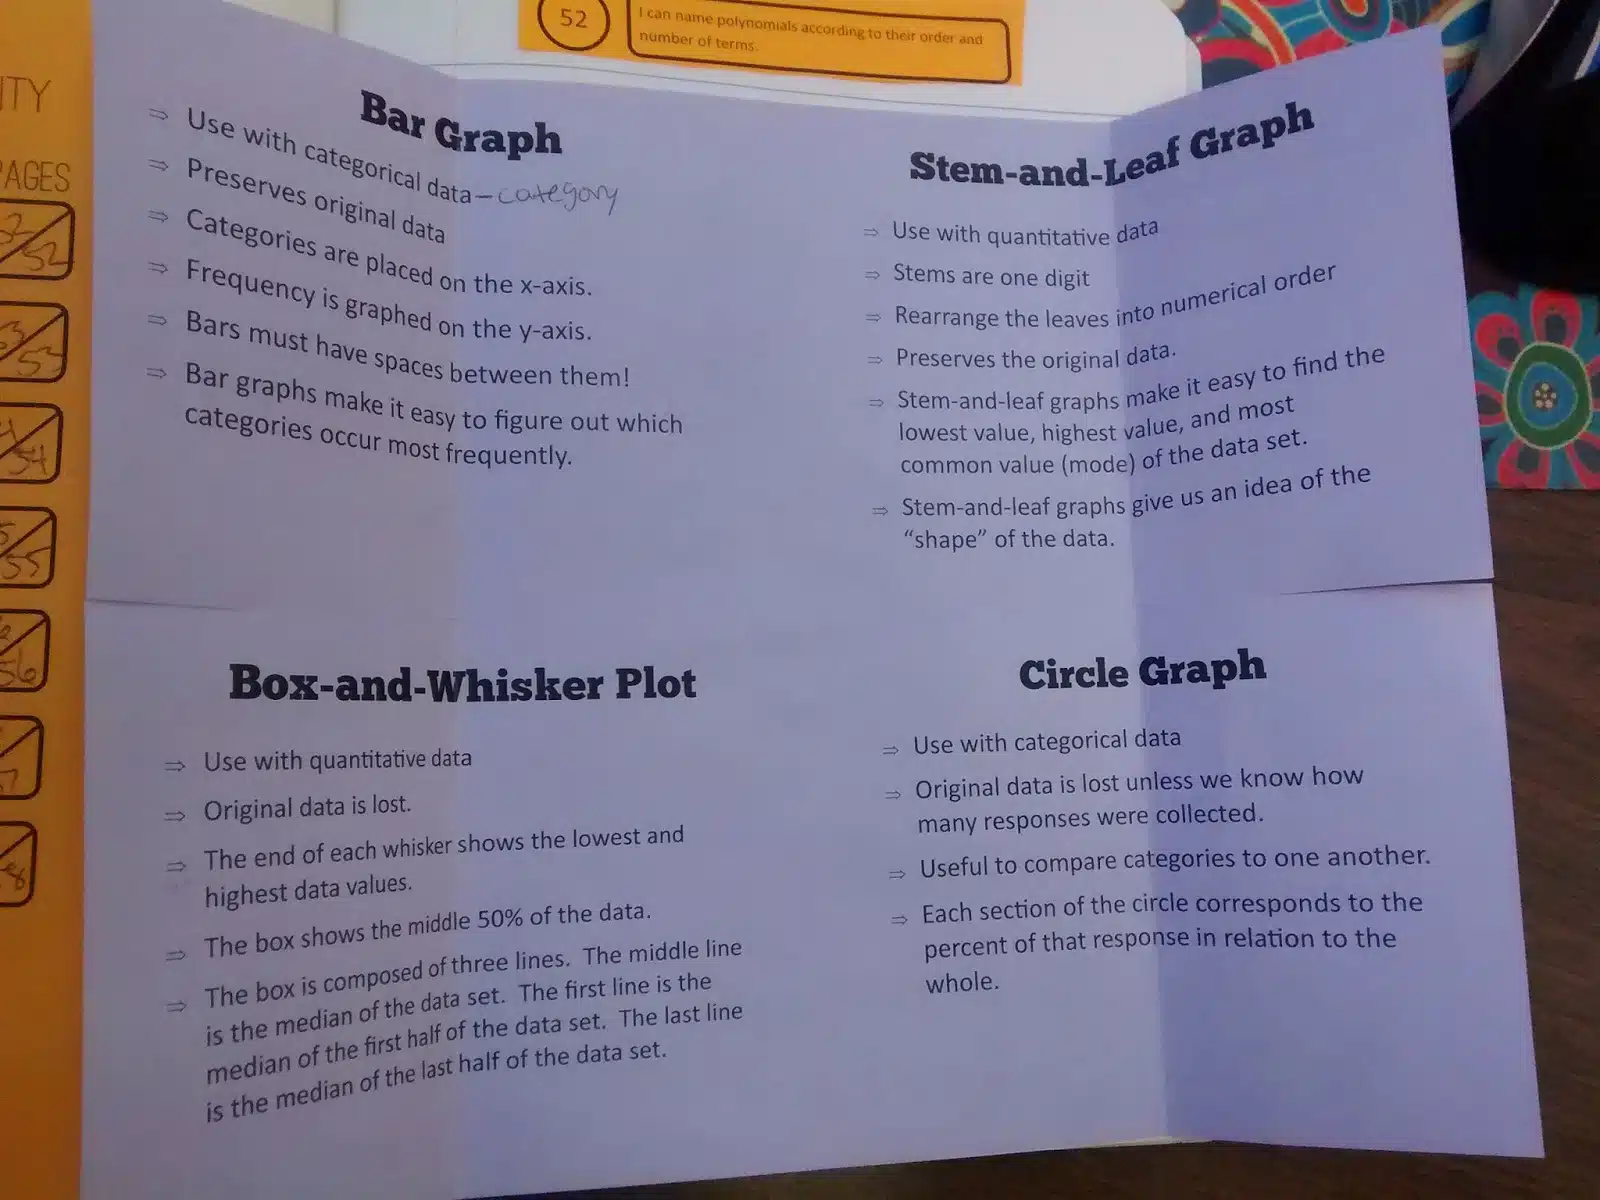 52
I can name polynomials according to their order and
number of terms.
ITY
PAGES
52
53
54
55
56
7
8
Bar Graph
⇒ Use with categorical data – category
⇒ Preserves original data
⇒ Categories are placed on the x-axis.
⇒ Frequency is graphed on the y-axis.
⇒ Bars must have spaces between them!
⇒ Bar graphs make it easy to figure out which
categories occur most frequently.
Stem-and-Leaf Graph
⇒ Use with quantitative data
⇒ Stems are one digit
⇒ Rearrange the leaves into numerical order
⇒ Preserves the original data.
⇒ Stem-and-leaf graphs make it easy to find the
lowest value, highest value, and most
common value (mode) of the data set.
⇒ Stem-and-leaf graphs give us an idea of the
“shape” of the data.
Box-and-Whisker Plot
⇒ Use with quantitative data
⇒ Original data is lost.
⇒ The end of each whisker shows the lowest and
highest data values.
⇒ The box shows the middle 50% of the data.
⇒ The box is composed of three lines. The middle line
is the median of the data set. The first line is the
median of the first half of the data set. The last line
is the median of the last half of the data set.
Circle Graph
⇒ Use with categorical data
⇒ Original data is lost unless we know how
many responses were collected.
⇒ Useful to compare categories to one another.
⇒ Each section of the circle corresponds to the
percent of that response in relation to the
whole.